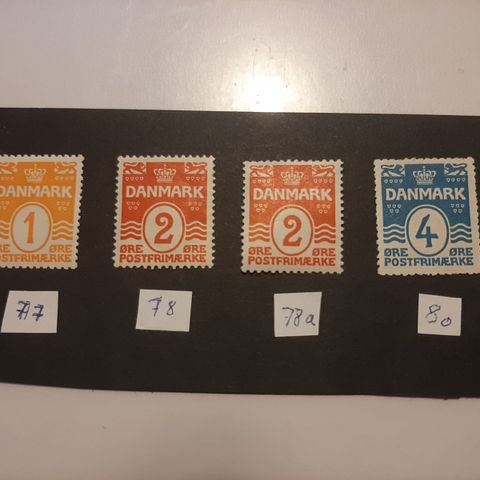 DANMARK
1
ØRE ØRE
POSTFRIMÆRKE
DANMARK
2
ØRE ØRE
POSTFRIMÆRKE
DANMARK
2
ØRE ØRE
POSTFRIMÆRKE
DANMARK
4
ØRE ØRE
POSTFRIMÆRKE
77
78
78a
80